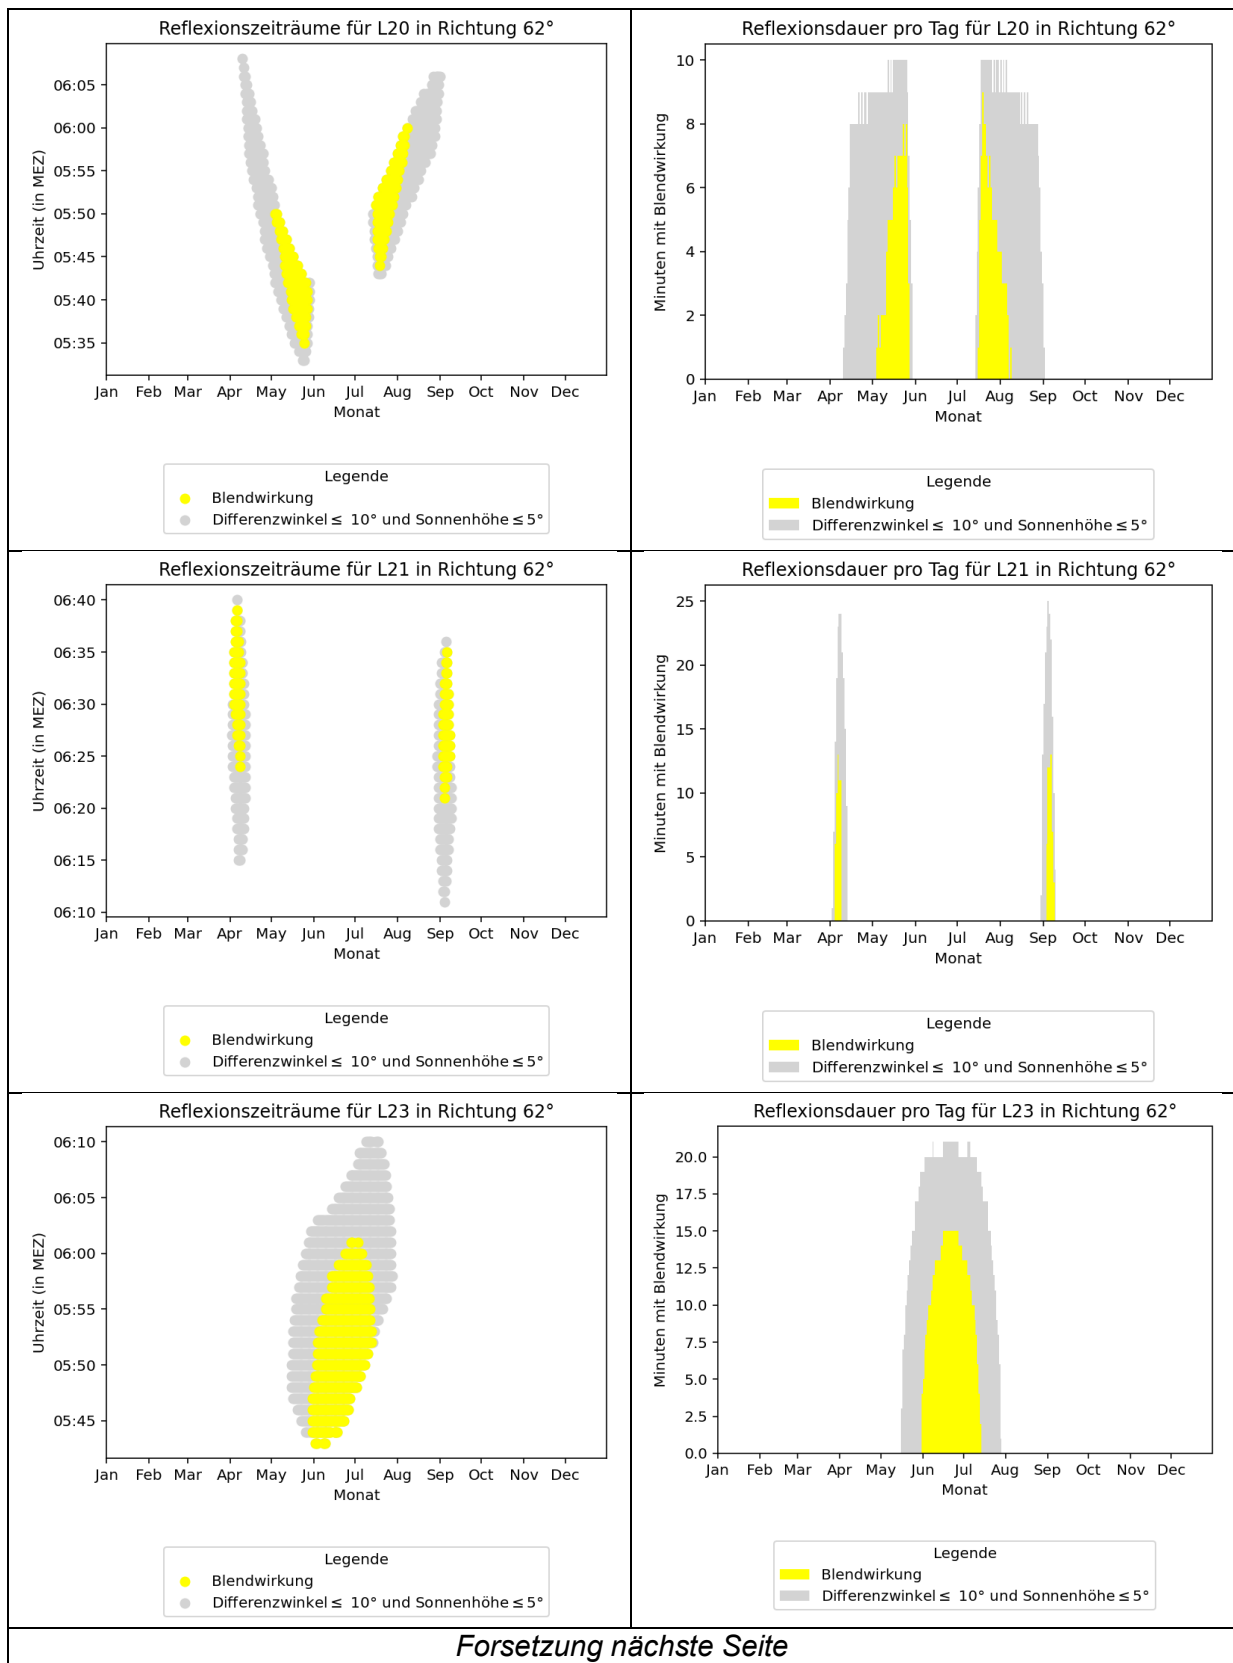 Reflexionszeiträume für L20 in Richtung 62°
Uhrzeit (in MEZ)
06:05
06:00
05:55
05:50
05:45
05:40
05:35
Jan Feb Mar Apr May Jun Jul Aug Sep Oct Nov Dec
Monat
Legende
Blendwirkung
Differenzwinkel ≤ 10° und Sonnenhöhe ≤ 5°
Reflexionsdauer pro Tag für L20 in Richtung 62°
Minuten mit Blendwirkung
10
8
6
4
2
0
Jan Feb Mar Apr May Jun Jul Aug Sep Oct Nov Dec
Monat
Legende
Blendwirkung
Differenzwinkel ≤ 10° und Sonnenhöhe ≤ 5°
Reflexionszeiträume für L21 in Richtung 62°
Uhrzeit (in MEZ)
06:40
06:35
06:30
06:25
06:20
06:15
06:10
Jan Feb Mar Apr May Jun Jul Aug Sep Oct Nov Dec
Monat
Legende
Blendwirkung
Differenzwinkel ≤ 10° und Sonnenhöhe ≤ 5°
Reflexionsdauer pro Tag für L21 in Richtung 62°
Minuten mit Blendwirkung
25
20
15
10
5
0
Jan Feb Mar Apr May Jun Jul Aug Sep Oct Nov Dec
Monat
Legende
Blendwirkung
Differenzwinkel ≤ 10° und Sonnenhöhe ≤ 5°
Reflexionszeiträume für L23 in Richtung 62°
Uhrzeit (in MEZ)
06:10
06:05
06:00
05:55
05:50
05:45
Jan Feb Mar Apr May Jun Jul Aug Sep Oct Nov Dec
Monat
Legende
Blendwirkung
Differenzwinkel ≤ 10° und Sonnenhöhe ≤ 5°
Reflexionsdauer pro Tag für L23 in Richtung 62°
Minuten mit Blendwirkung
20.0
17.5
15.0
12.5
10.0
7.5
5.0
2.5
0.0
Jan Feb Mar Apr May Jun Jul Aug Sep Oct Nov Dec
Monat
Legende
Blendwirkung
Differenzwinkel ≤ 10° und Sonnenhöhe ≤ 5°
Forsetzung nächste Seite